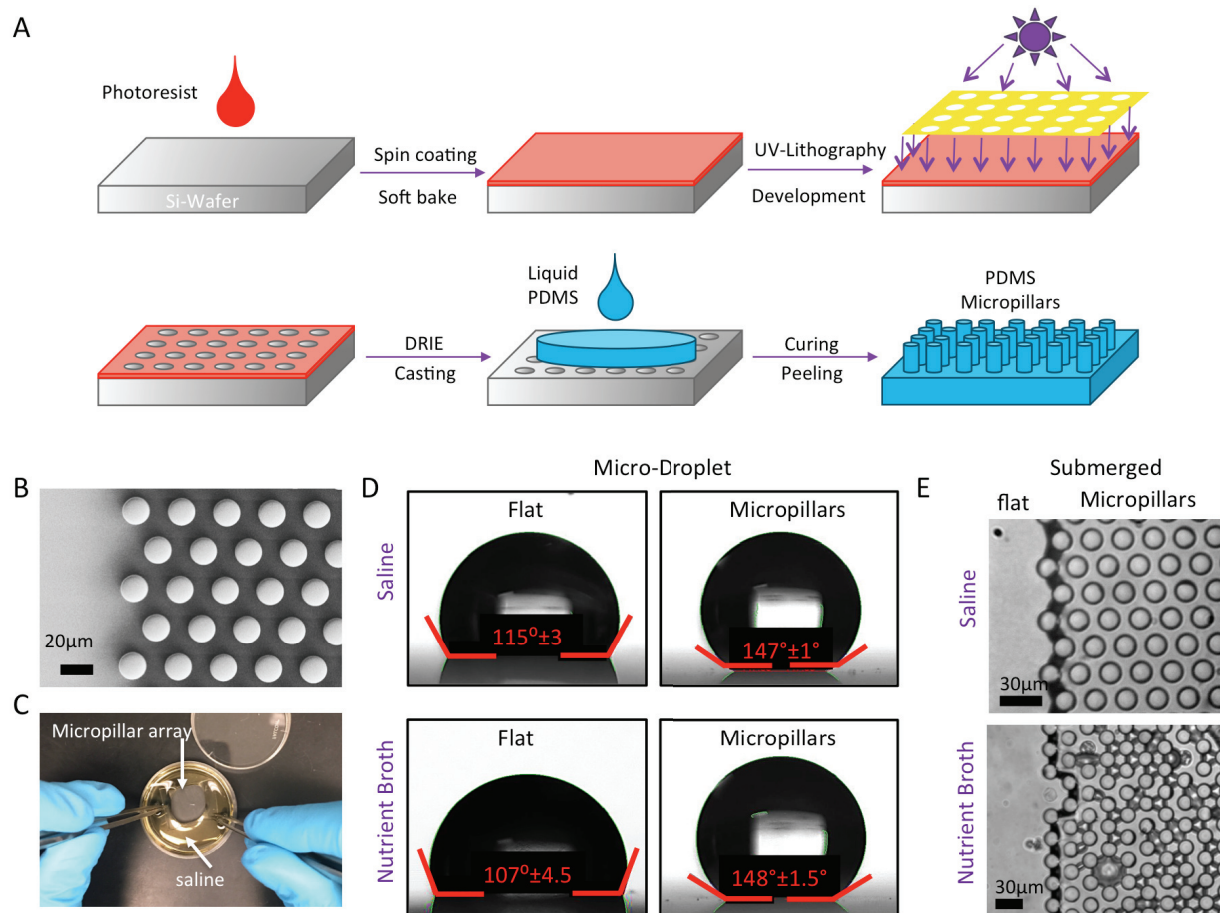 A
Photoresist
Si-Wafer
Spin coating
Soft bake
UV-Lithography
Development
DRIE
Casting
Liquid
PDMS
Curing
Peeling
PDMS
Micropillars
B
20µm
C
Micropillar array
saline
D
Micro-Droplet
Saline
Flat
115⁰±3
Micropillars
147°±1°
Nutrient Broth
Flat
107⁰±4.5
Micropillars
148°±1.5°
E
Submerged
flat
Micropillars
Saline
30µm
Nutrient Broth
30µm